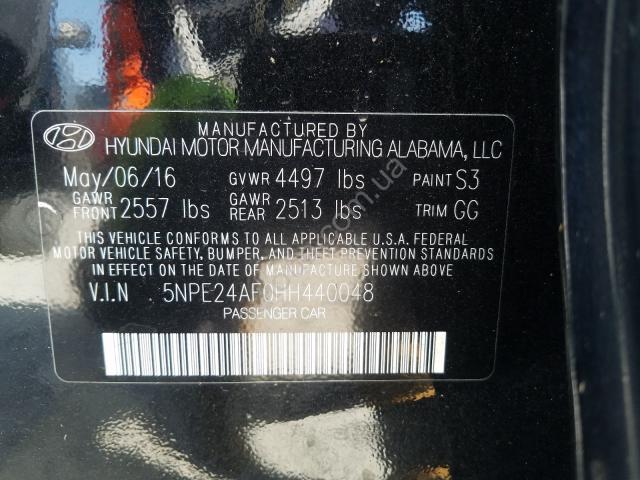 MANUFACTURED BY
HYUNDAI MOTOR MANUFACTURING ALABAMA, LLC
May/06/16 GVWR 4497 lbs PAINT S3
GAWR FRONT 2557 lbs GAWR REAR 2513 lbs TRIM GG
THIS VEHICLE CONFORMS TO ALL APPLICABLE U.S.A. FEDERAL
MOTOR VEHICLE SAFETY, BUMPER, AND THEFT PREVENTION STANDARDS
IN EFFECT ON THE DATE OF MANUFACTURE SHOWN ABOVE
V.I.N 5NPE24AF0HH440048
PASSENGER CAR